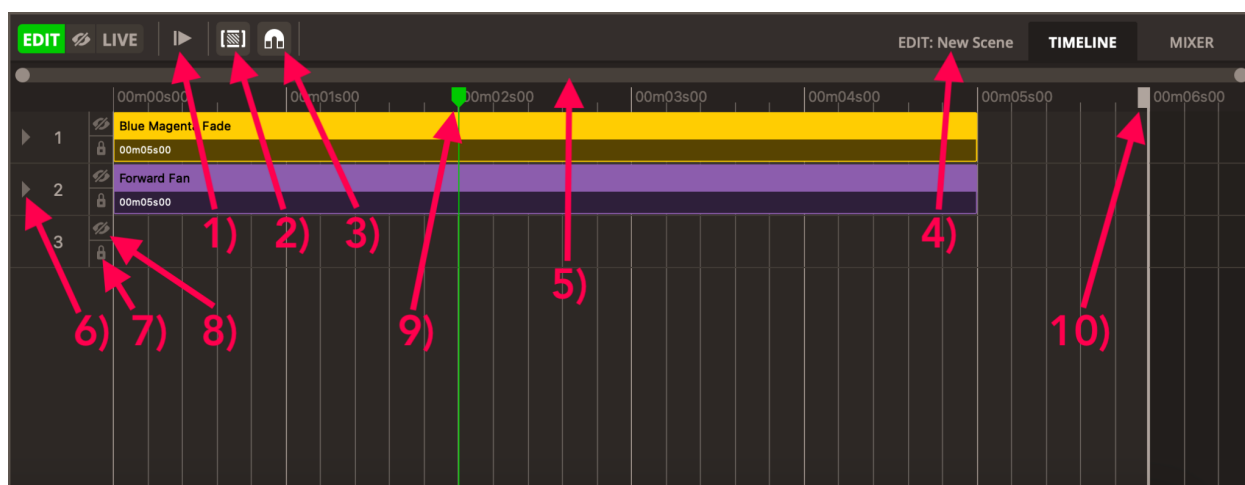 EDIT LIVE EDIT: New Scene TIMELINE MIXER
00m00s00 00m01s00 00m02s00 00m03s00 00m04s00 00m05s00 00m06s00
1 Blue Magenta Fade
00m05s00
2 Forward Fan
00m05s00
3 1) 2) 3) 4)
5)
6) 7) 8) 9) 10)